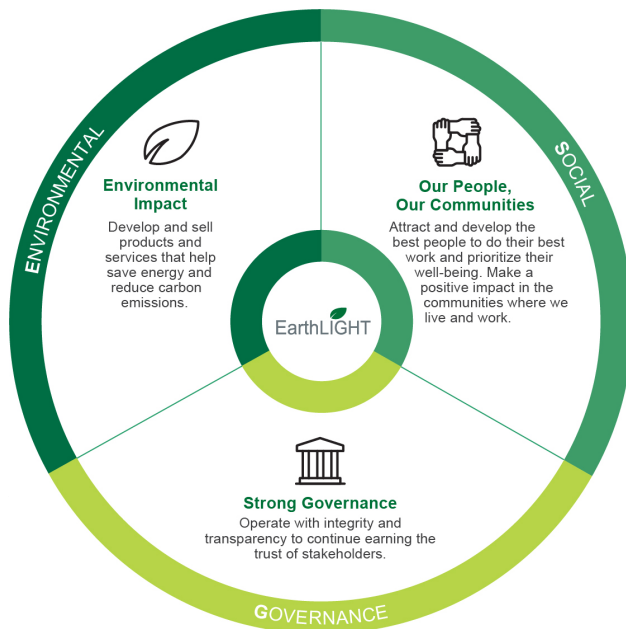 ENVIRONMENTAL
Environmental
Impact
Develop and sell
products and
services that help
save energy and
reduce carbon
emissions.
SOCIAL
Our People,
Our Communities
Attract and develop the
best people to do their best
work and prioritize their
well-being. Make a
positive impact in the
communities where we
live and work.
EarthLIGHT
Strong Governance
Operate with integrity and
transparency to continue earning the
trust of stakeholders.
GOVERNANCE